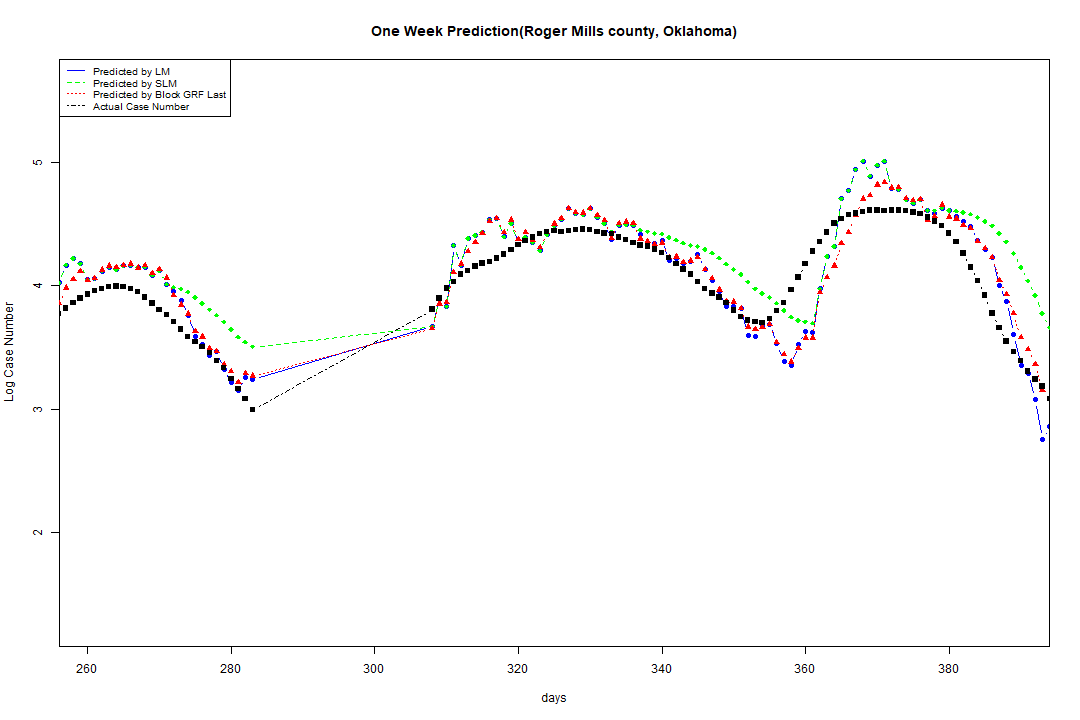 One Week Prediction(Roger Mills county, Oklahoma)
Predicted by LM
Predicted by SLM
Predicted by Block GRF Last
Actual Case Number
Log Case Number
5
4
3
2
260 280 300 320 340 360 380
days